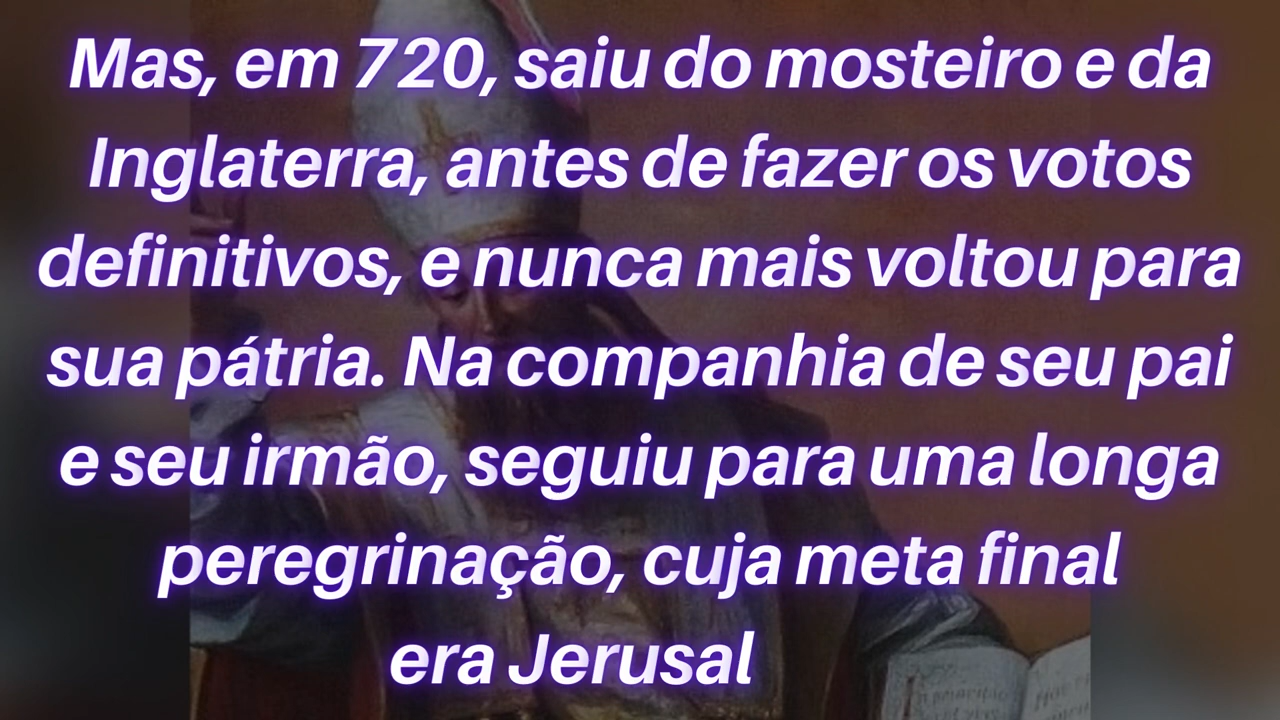 Mas, em 720, saiu do mosteiro e da
Inglaterra, antes de fazer os votos
definitivos, e nunca mais voltou para
sua pátria. Na companhia de seu pai
e seu irmão, seguiu para uma longa
peregrinação, cuja meta final
era Jerusal